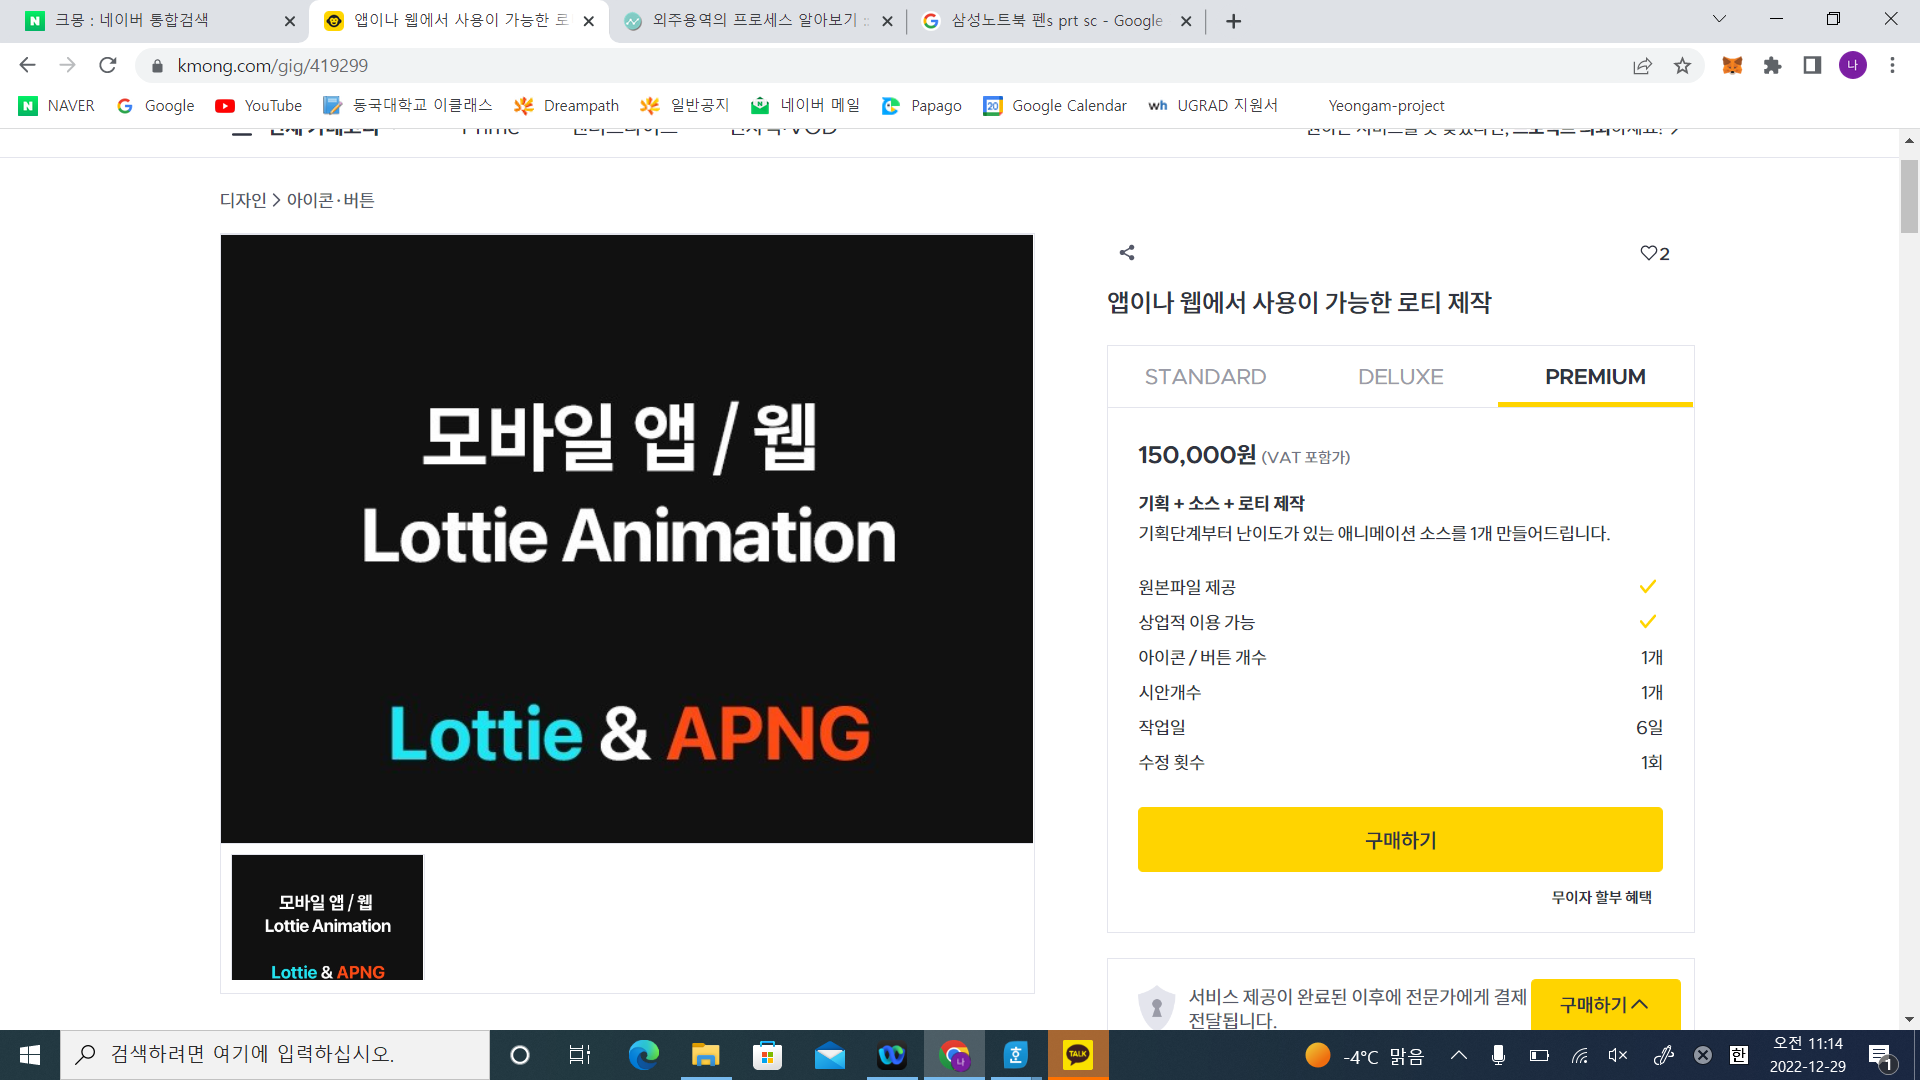 크몽 : 네이버 통합검색
앱이나 웹에서 사용이 가능한 로
외주용역의 프로세스 알아보기 ::
삼성노트북 펜s prt sc - Google
kmong.com/gig/419299
나
NAVER
Google
YouTube
동국대학교 이클래스
Dreampath
일반공지
네이버 메일
Papago
Google Calendar
wh UGRAD 지원서
Yeongam-project
Prime
디자인 > 아이콘·버튼
모바일 앱 / 웹
Lottie Animation
Lottie & APNG
모바일 앱 / 웹
Lottie Animation
Lottie & APNG
2
앱이나 웹에서 사용이 가능한 로티 제작
STANDARD
DELUXE
PREMIUM
150,000원 (VAT 포함가)
기획 + 소스 + 로티 제작
기획단계부터 난이도가 있는 애니메이션 소스를 1개 만들어드립니다.
원본파일 제공
상업적 이용 가능
아이콘 / 버튼 개수 1개
시안개수 1개
작업일 6일
수정 횟수 1회
구매하기
무이자 할부 혜택
서비스 제공이 완료된 이후에 전문가에게 결제
전달됩니다.
구매하기
검색하려면 여기에 입력하십시오.
TALK
-4°C 맑음
한
오전 11:14
2022-12-29
1